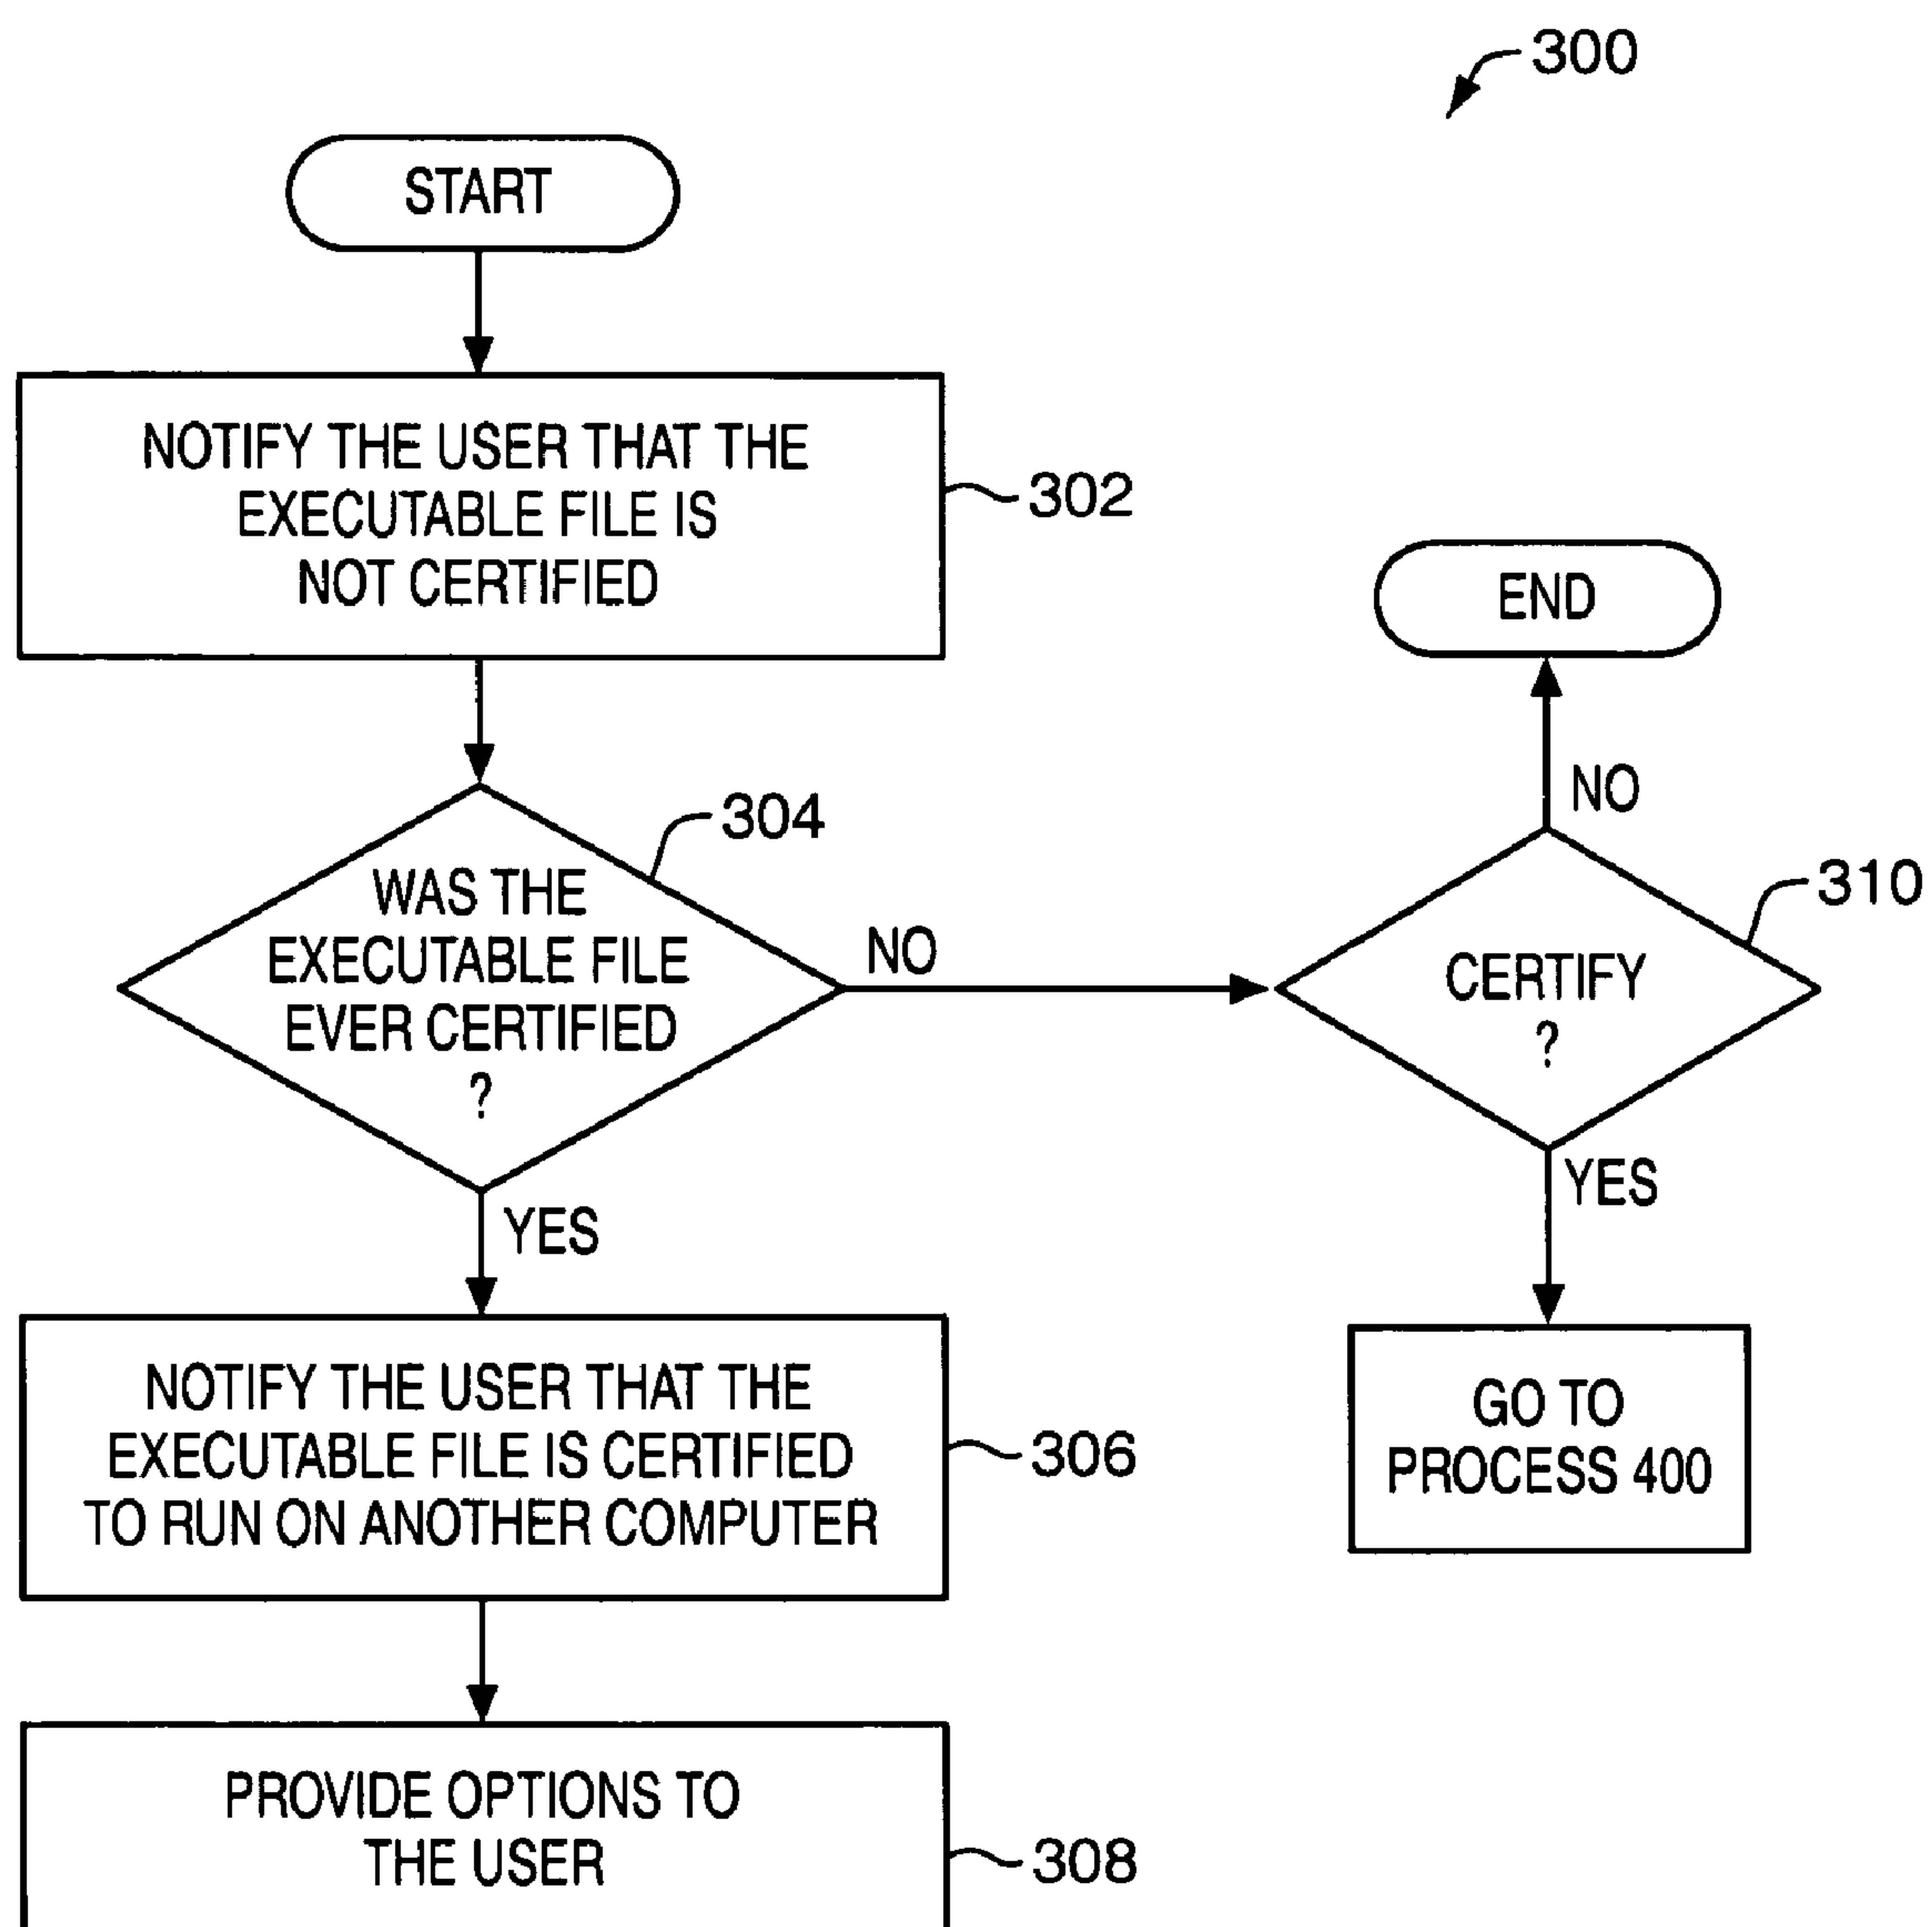 300
START
NOTIFY THE USER THAT THE
EXECUTABLE FILE IS
NOT CERTIFIED
302
END
NO
304
WAS THE
EXECUTABLE FILE
EVER CERTIFIED
?
NO
310
CERTIFY
?
YES
YES
NOTIFY THE USER THAT THE
EXECUTABLE FILE IS CERTIFIED
TO RUN ON ANOTHER COMPUTER
306
GO TO
PROCESS 400
PROVIDE OPTIONS TO
THE USER
308